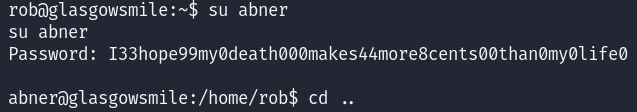 rob@glasgowsmile:~$ su abner
su abner
Password: I33hope99my0death000makes44more8cents00than0my0life0
abner@glasgowsmile:/home/rob$ cd ..